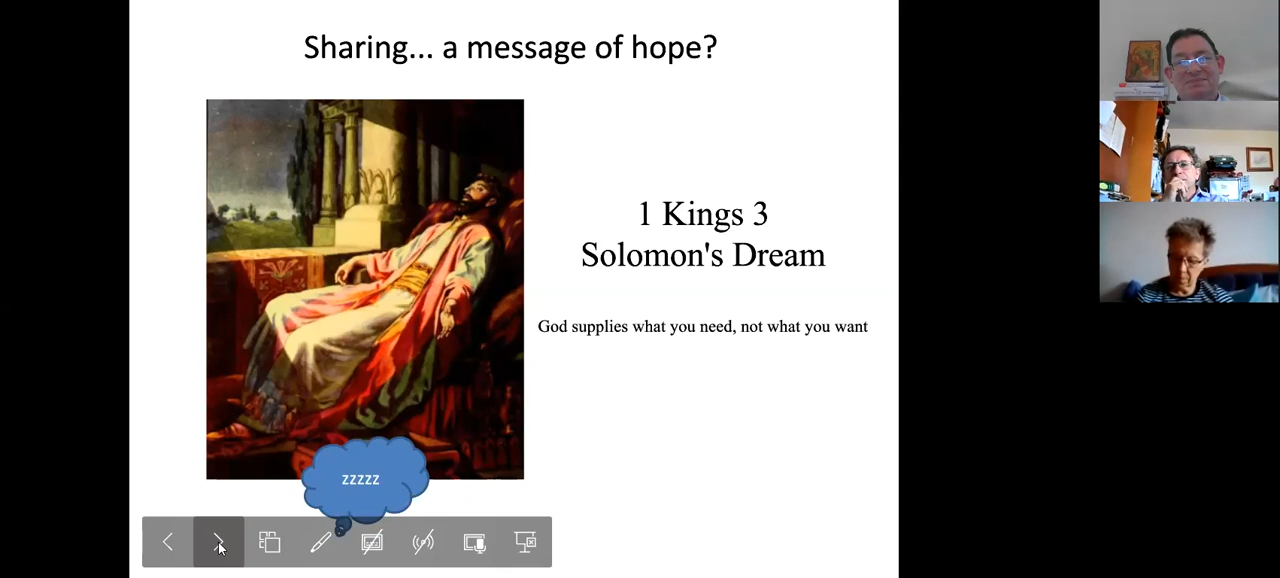 Sharing... a message of hope?
1 Kings 3
Solomon's Dream
God supplies what you need, not what you want
zzzzz